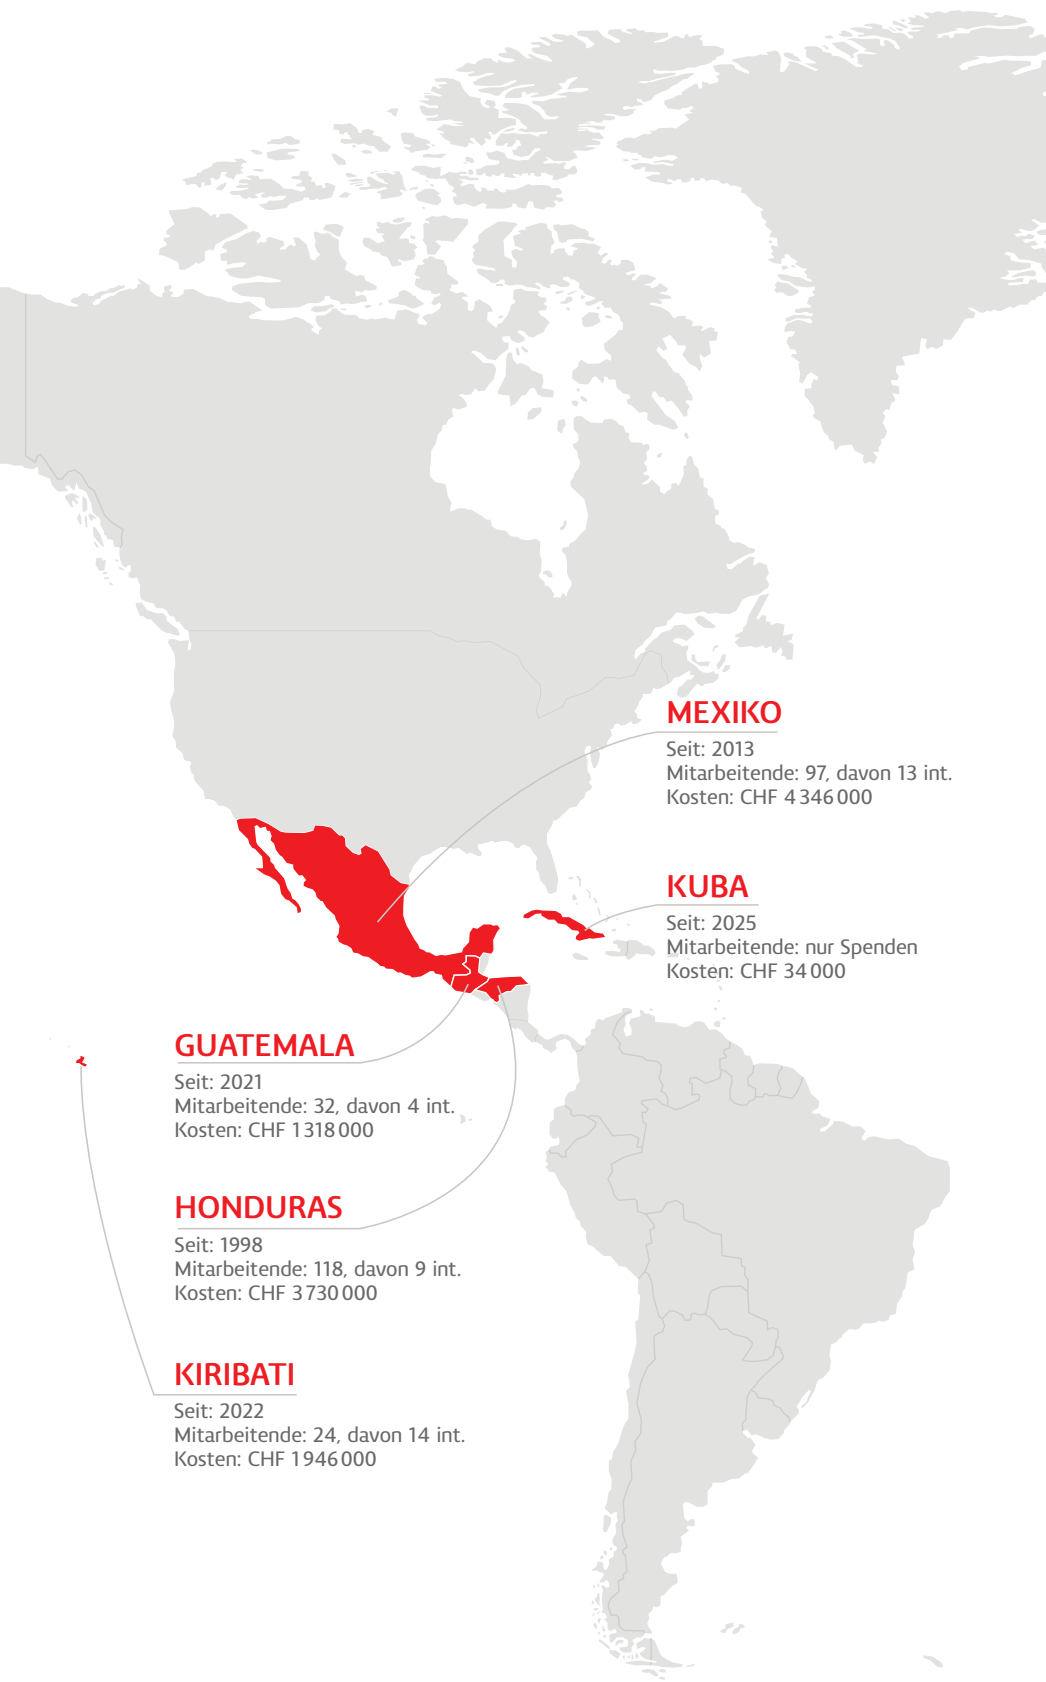 MEXIKO
Seit: 2013
Mitarbeitende: 97, davon 13 int.
Kosten: CHF 4 346 000
KUBA
Seit: 2025
Mitarbeitende: nur Spenden
Kosten: CHF 34 000
GUATEMALA
Seit: 2021
Mitarbeitende: 32, davon 4 int.
Kosten: CHF 1 318 000
HONDURAS
Seit: 1998
Mitarbeitende: 118, davon 9 int.
Kosten: CHF 3 730 000
KIRIBATI
Seit: 2022
Mitarbeitende: 24, davon 14 int.
Kosten: CHF 1 946 000